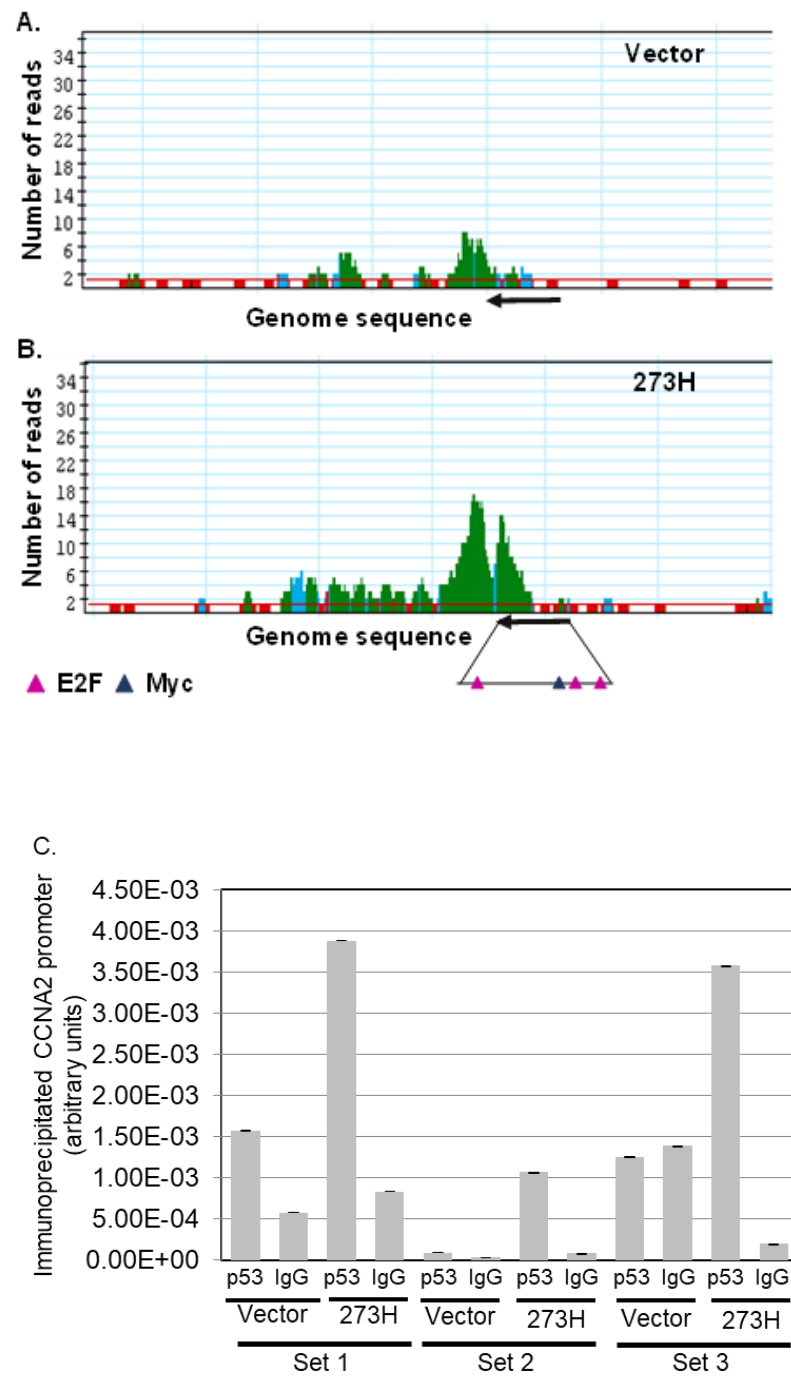 A.
Vector
Number of reads
34
30
26
22
18
14
10
6
2
Genome sequence
B.
273H
Number of reads
34
30
26
22
18
14
10
6
2
Genome sequence
E2F Myc
C.
Immunoprecipitated CCNA2 promoter
(arbitrary units)
4.50E-03
4.00E-03
3.50E-03
3.00E-03
2.50E-03
2.00E-03
1.50E-03
1.00E-03
5.00E-04
0.00E+00
p53 IgG p53 IgG p53 IgG p53 IgG p53 IgG p53 IgG
Vector 273H Vector 273H Vector 273H
Set 1 Set 2 Set 3